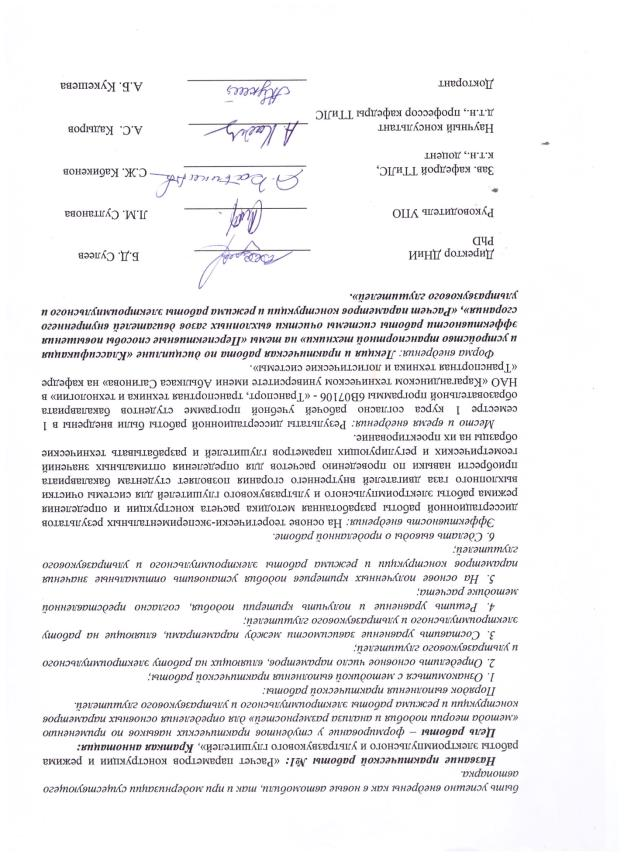 быть успешно внедрены как в новые автомобили, так и при модернизации существующего
автопарка.
Название практической работы №1: «Расчет параметров конструкции и режима
работы электроимпульсного и ультразвукового глушителей», Краткая аннотация:
Цель работы – формирование у студентов практических навыков по применению
«метода теории подобия и анализа размерностей» для определения основных параметров
конструкции и режима работы электроимпульсного и ультразвукового глушителей.
Порядок выполнения практической работы:
1. Ознакомиться с методикой выполнения практической работы;
2. Определить основное число параметров, влияющих на работу электроимпульсного
и ультразвукового глушителей;
3. Составить уравнение зависимости между параметрами, влияющие на работу
электроимпульсного и ультразвукового глушителей;
4. Решить уравнение и получить критерии подобия, согласно представленной
методике расчета;
5. На основе полученных критериев подобия установить оптимальные значения
параметров конструкции и режима работы электроимпульсного и ультразвукового
глушителей;
6. Сделать выводы о проделанной работе.
Эффективность внедрения: На основе теоретически-экспериментальных результатов
диссертационной работы разработанная методика расчета конструкции и определения
режима работы электроимпульсного и ультразвукового глушителей для системы очистки
выхлопного газа двигателей внутреннего сгорания позволяет студентам бакалавриата
приобрести навыки по проведению расчетов для определения оптимальных значений
геометрических и регулирующих параметров глушителей и разрабатывать технические
образцы на их проектирование.
Место и время внедрения: Результаты диссертационной работы были внедрены в 1
семестре 1 курса согласно рабочей учебной программе студентов бакалавриата
образовательной программы 6В07106 - «Транспорт, транспортная техника и технологии» в
НАО «Карагандинском техническом университете имени Абылкаса Сагинова» на кафедре
«Транспортная техника и логистические системы».
Форма внедрения: Лекция и практическая работа по дисциплине «Классификация
и устройство транспортной техники» на темы «Перспективные способы повышения
эффективности работы системы очистки выхлопных газов двигателей внутреннего
сгорания», «Расчет параметров конструкции и режима работы электроимпульсного и
ультразвукового глушителей».
Директор ДНиИ
PhD Б.Д. Сулеев
Руководитель УПО Л.М. Султанова
Зав. кафедрой ТТиЛС, С.Ж. Кабикенов
к.т.н., доцент
Научный консультант А.С. Кадыров
д.т.н., профессор кафедры ТТиЛС
Докторант А.Б. Кукешева